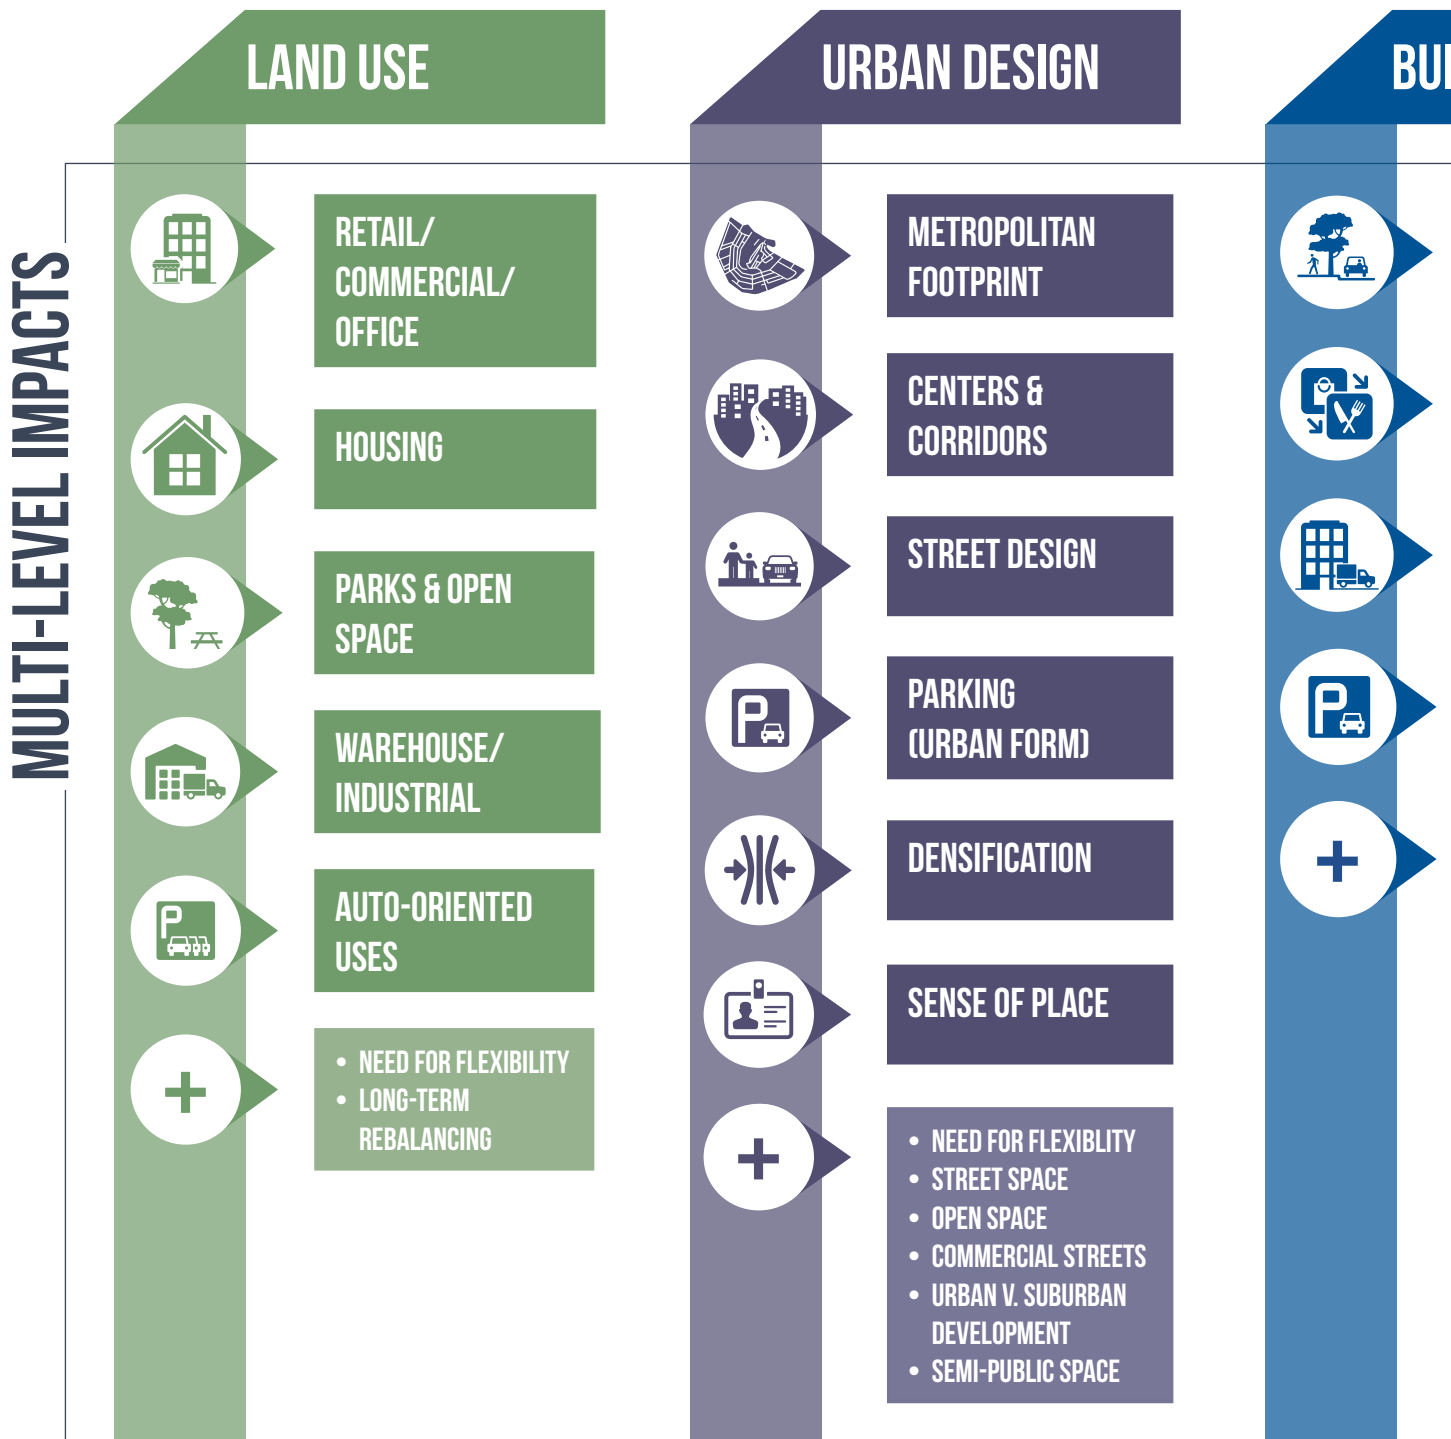 LAND USE
URBAN DESIGN
MULTI-LEVEL IMPACTS
RETAIL/
COMMERCIAL/
OFFICE
HOUSING
PARKS & OPEN
SPACE
WAREHOUSE/
INDUSTRIAL
P
AUTO-ORIENTED
USES
+
• NEED FOR FLEXIBILITY
• LONG-TERM
REBALANCING
METROPOLITAN
FOOTPRINT
CENTERS &
CORRIDORS
STREET DESIGN
P
PARKING
(URBAN FORM)
DENSIFICATION
SENSE OF PLACE
+
• NEED FOR FLEXIBLITY
• STREET SPACE
• OPEN SPACE
• COMMERCIAL STREETS
• URBAN V. SUBURBAN
DEVELOPMENT
• SEMI-PUBLIC SPACE
P
+